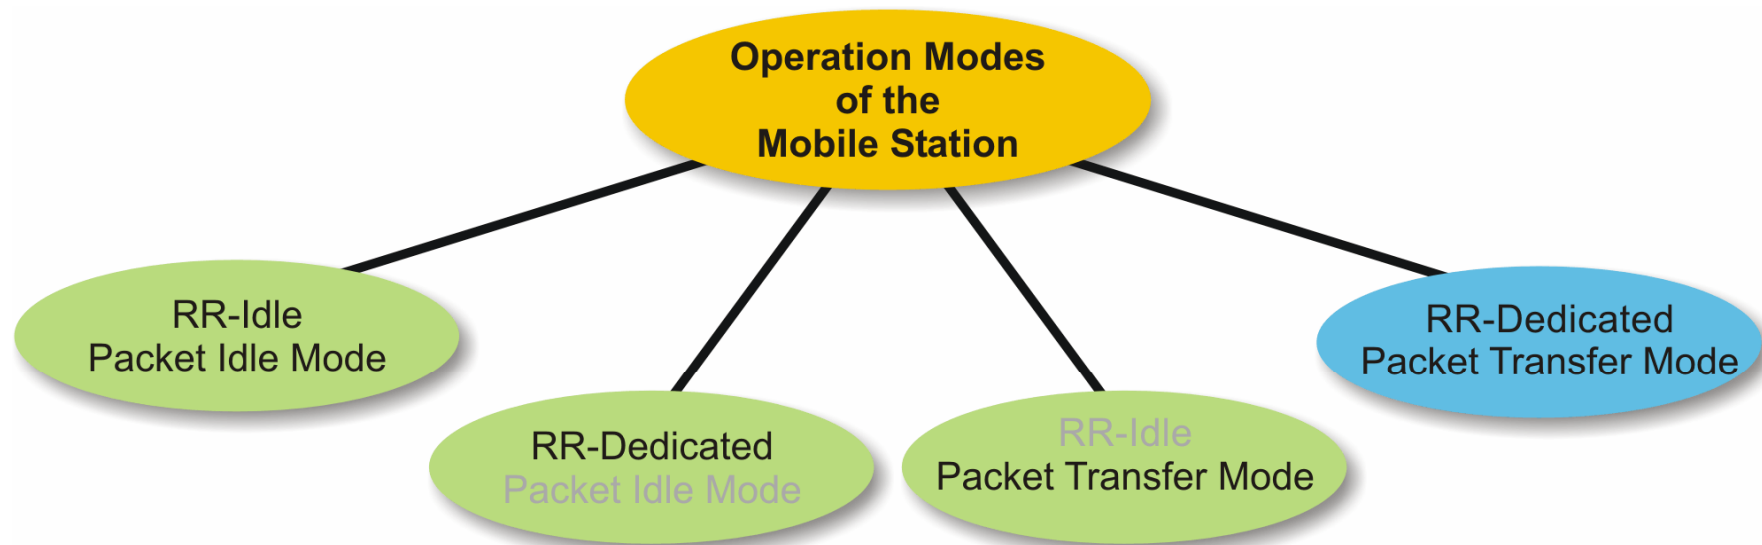 Operation Modes
of the
Mobile Station
RR-Idle
Packet Idle Mode
RR-Dedicated
Packet Idle Mode
RR-Idle
Packet Transfer Mode
RR-Dedicated
Packet Transfer Mode